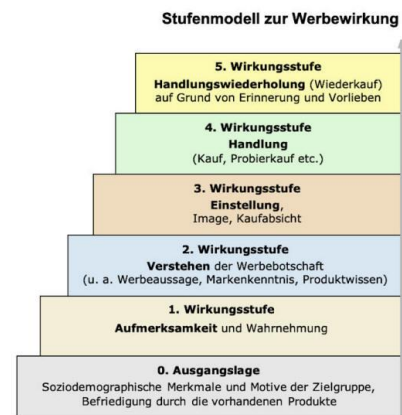 Stufenmodell zur Werbewirkung
5. Wirkungsstufe
Handlungswiederholung (Wiederkauf)
auf Grund von Erinnerung und Vorlieben
4. Wirkungsstufe
Handlung
(Kauf, Probierkauf etc.)
3. Wirkungsstufe
Einstellung,
Image, Kaufabsicht
2. Wirkungsstufe
Verstehen der Werbebotschaft
(u. a. Werbeaussage, Markenkenntnis, Produktwissen)
1. Wirkungsstufe
Aufmerksamkeit und Wahrnehmung
0. Ausgangslage
Soziodemographische Merkmale und Motive der Zielgruppe,
Befriedigung durch die vorhandenen Produkte